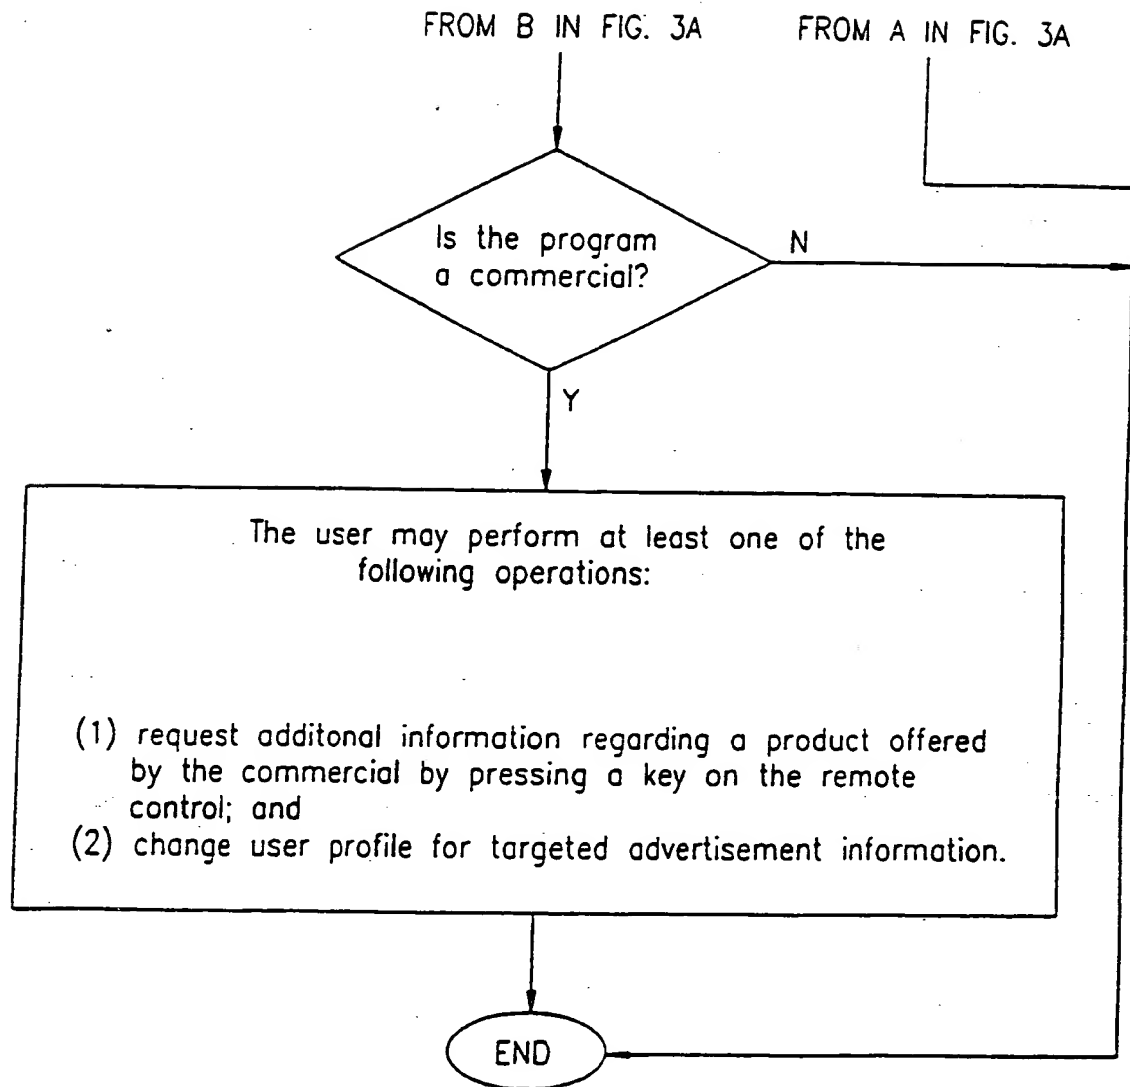 FROM B IN FIG. 3A
FROM A IN FIG. 3A
Is the program
a commercial?
N
Y
The user may perform at least one of the
following operations:
(1) request additonal information regarding a product offered
by the commercial by pressing a key on the remote
control; and
(2) change user profile for targeted advertisement information.
END